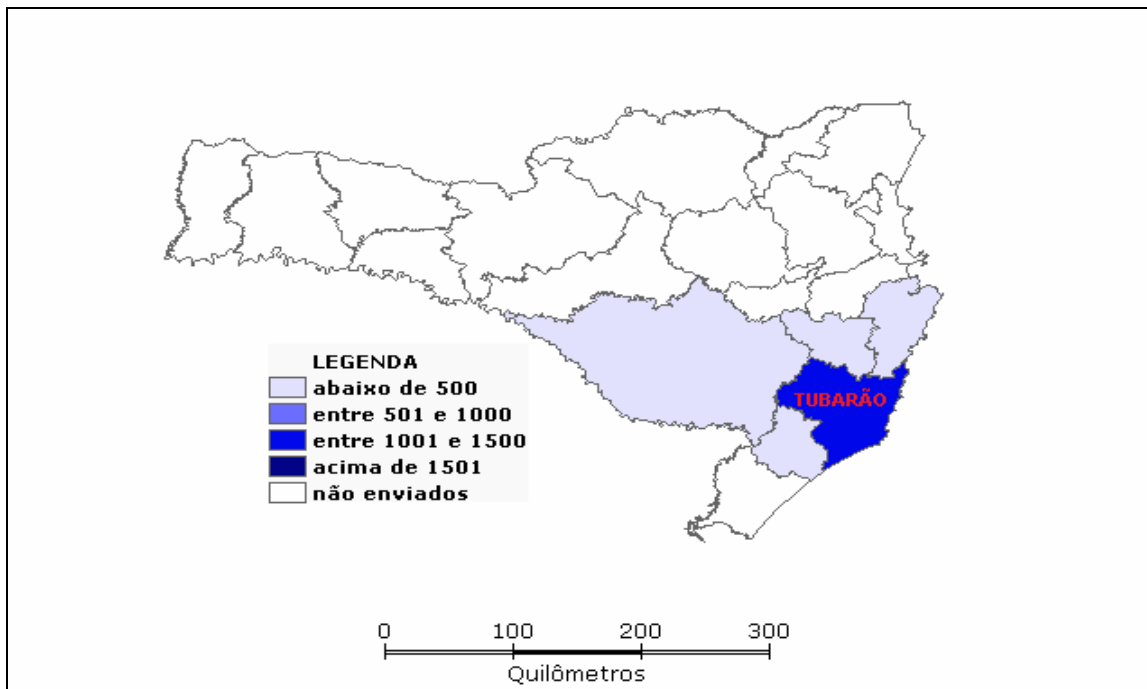 LEGENDA
abaixo de 500
entre 501 e 1000
entre 1001 e 1500
acima de 1501
não enviados
TUBARÃO
0 100 200 300
Quilômetros